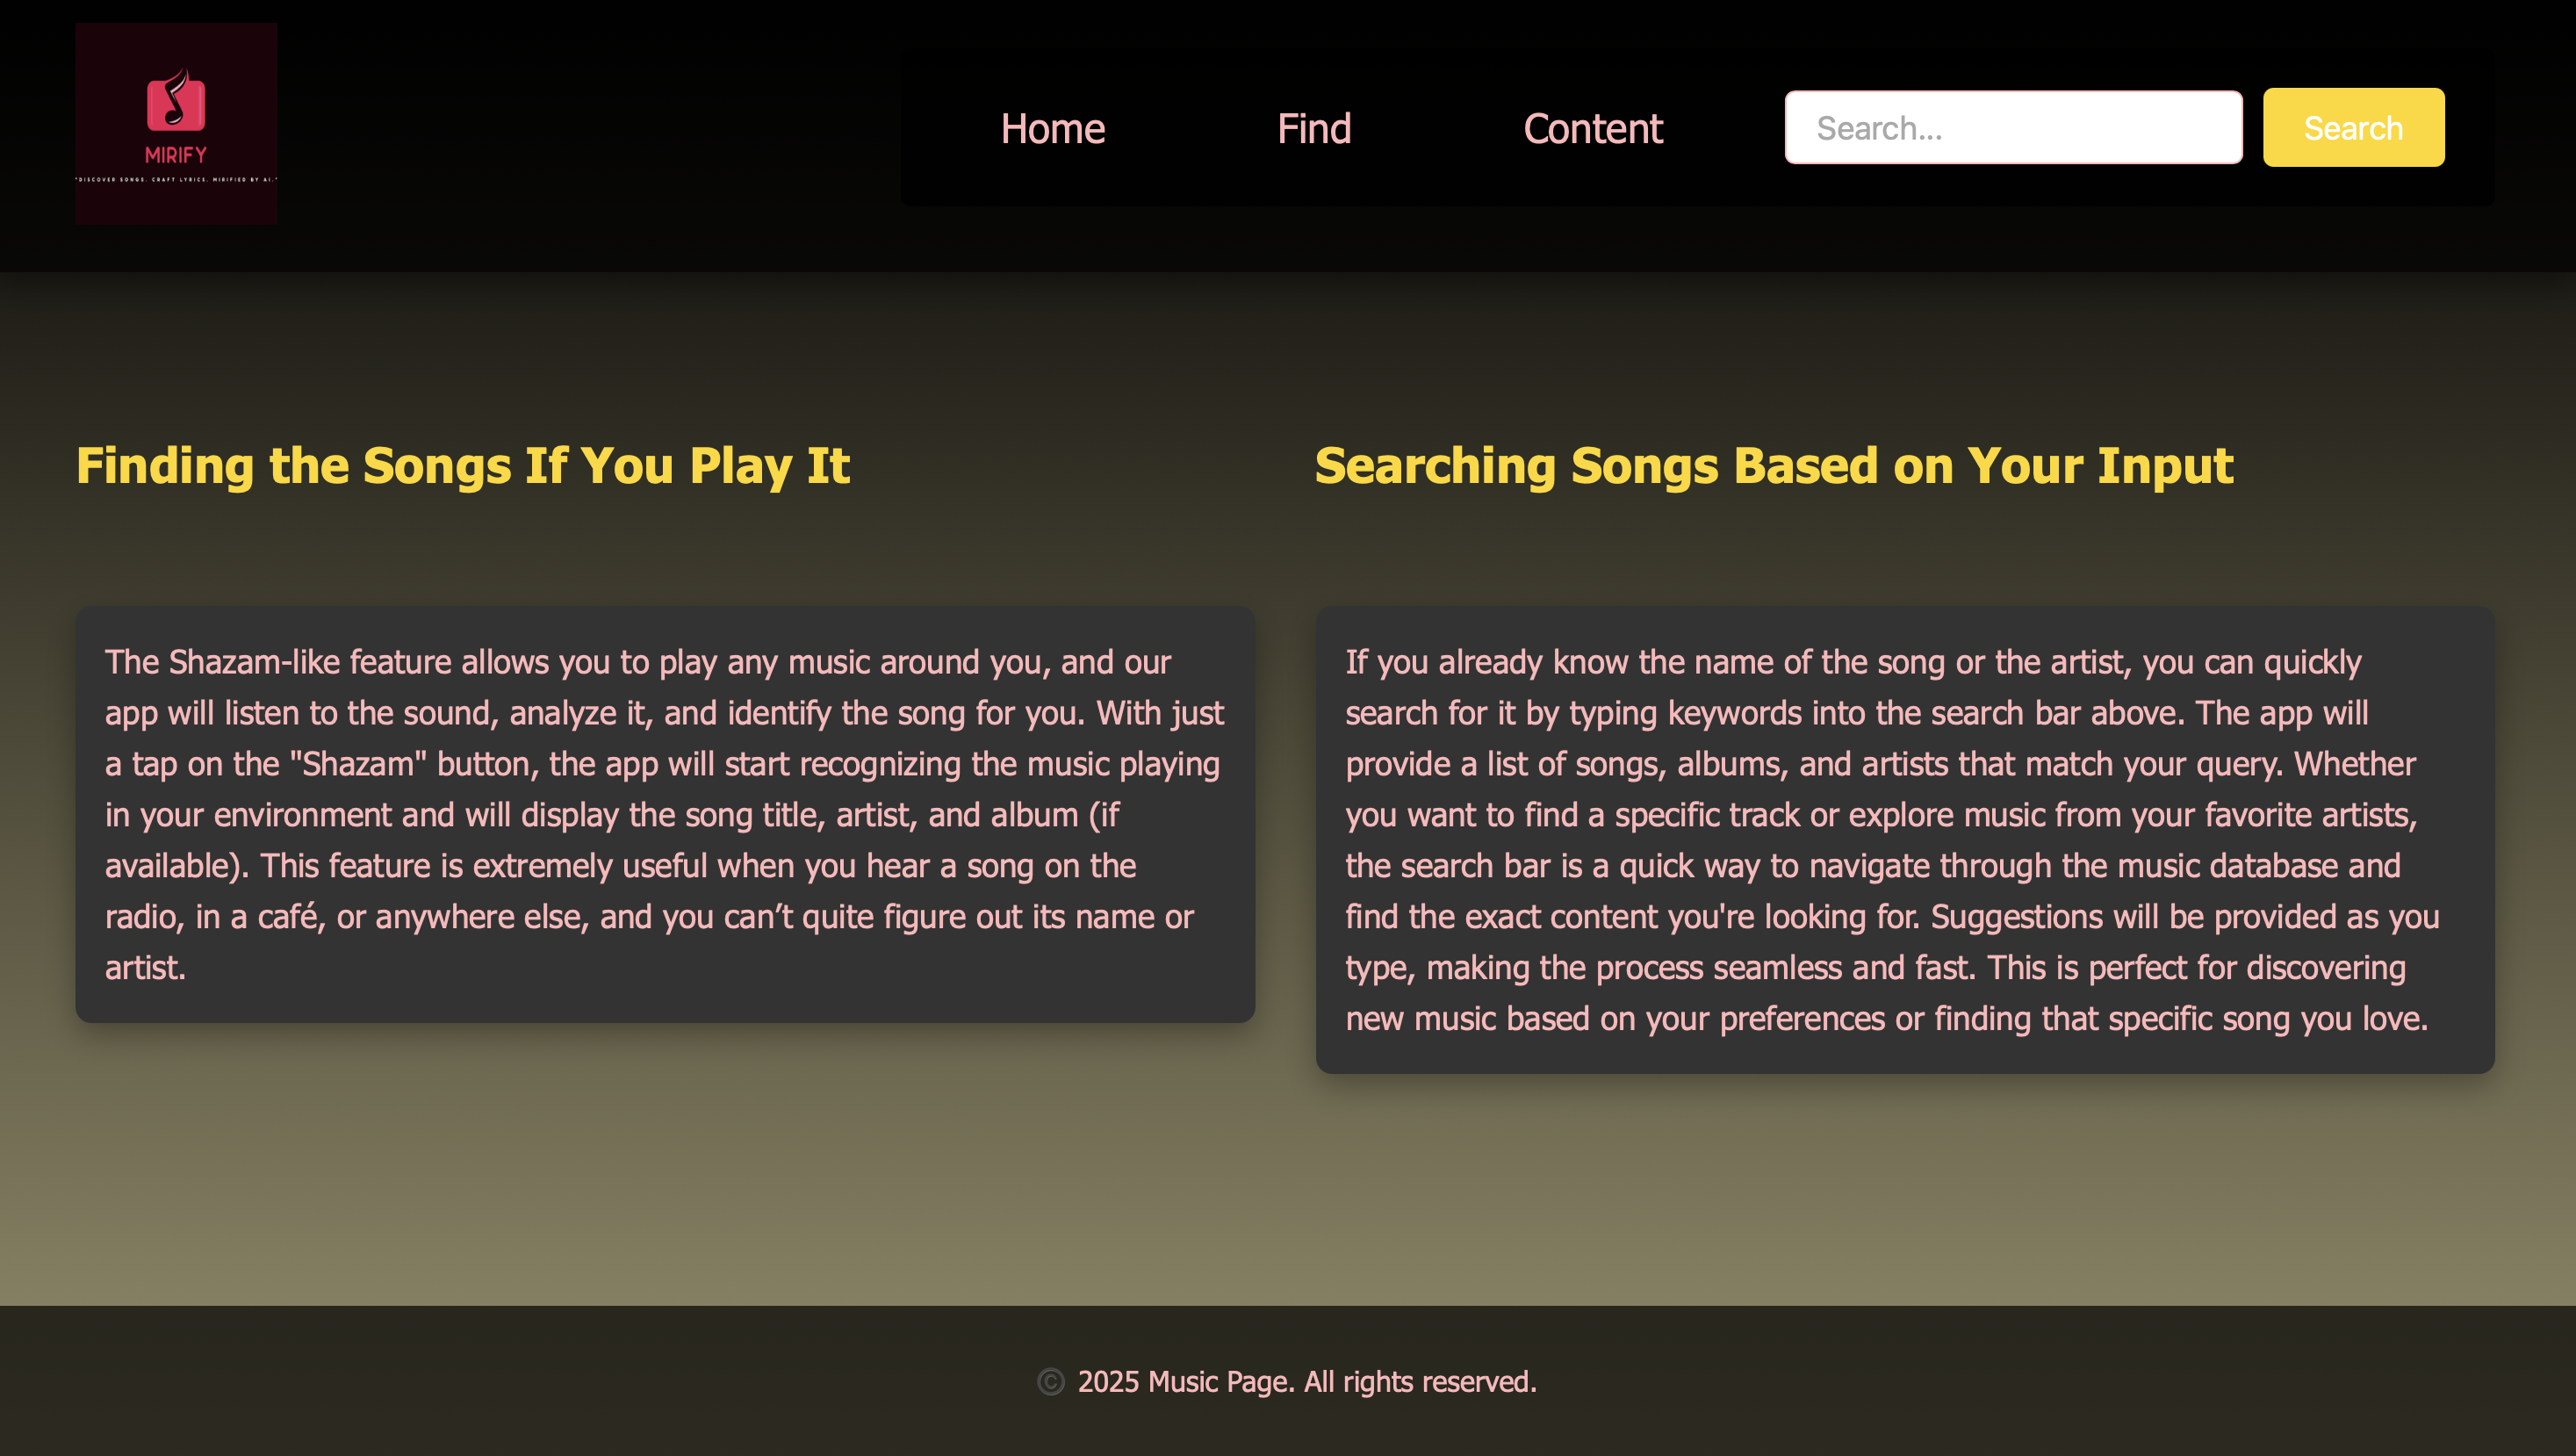 MIRIFY
"DISCOVER SONGS. CRAFT LYRICS. MIRIFIED BY AI."
Home
Find
Content
Search...
Search
Finding the Songs If You Play It
The Shazam-like feature allows you to play any music around you, and our
app will listen to the sound, analyze it, and identify the song for you. With just
a tap on the "Shazam" button, the app will start recognizing the music playing
in your environment and will display the song title, artist, and album (if
available). This feature is extremely useful when you hear a song on the
radio, in a café, or anywhere else, and you can’t quite figure out its name or
artist.
Searching Songs Based on Your Input
If you already know the name of the song or the artist, you can quickly
search for it by typing keywords into the search bar above. The app will
provide a list of songs, albums, and artists that match your query. Whether
you want to find a specific track or explore music from your favorite artists,
the search bar is a quick way to navigate through the music database and
find the exact content you're looking for. Suggestions will be provided as you
type, making the process seamless and fast. This is perfect for discovering
new music based on your preferences or finding that specific song you love.
© 2025 Music Page. All rights reserved.